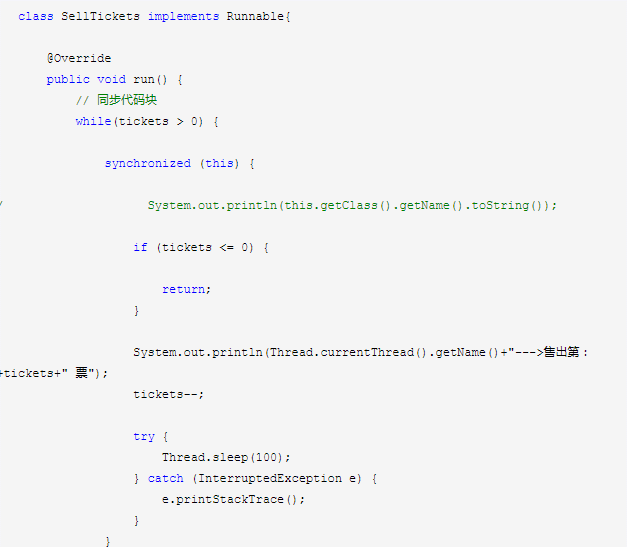 class SellTickets implements Runnable{
@Override
public void run() {
// 同步代码块
while(tickets > 0) {
synchronized (this) {
/ System.out.println(this.getClass().getName().toString());
if (tickets <= 0) {
return;
}
System.out.println(Thread.currentThread().getName()+"--->售出第：
+tickets+" 票");
tickets--;
try {
Thread.sleep(100);
} catch (InterruptedException e) {
e.printStackTrace();
}
}